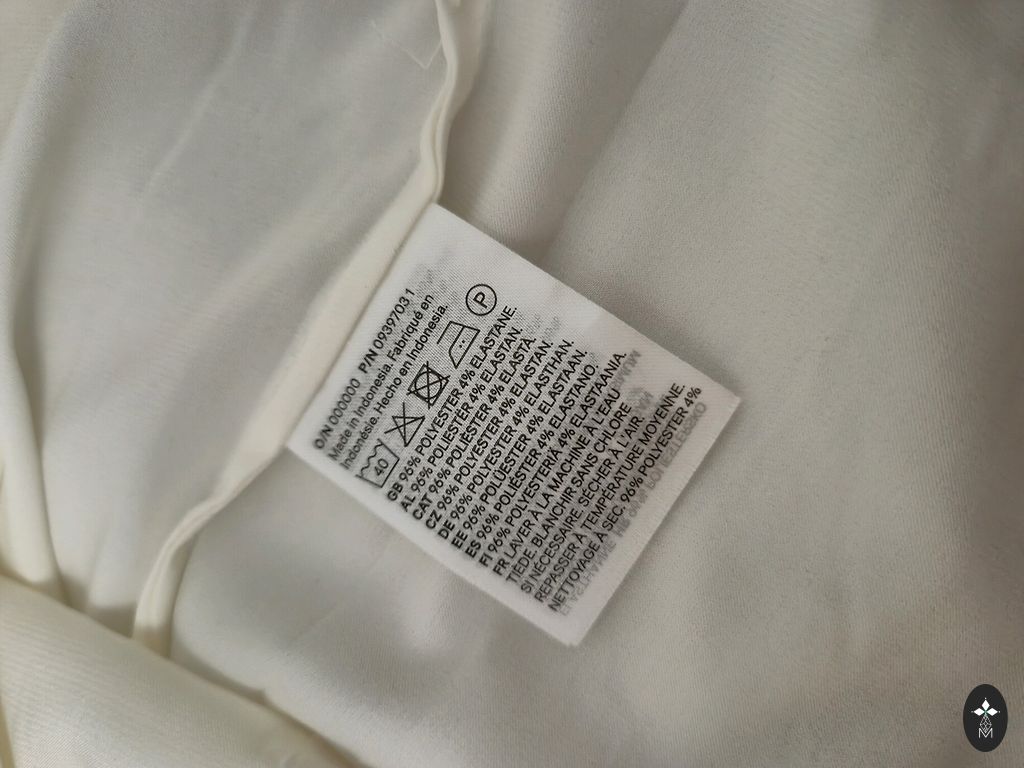 O/N 000000 P/N 09397031
Made in Indonesia.Fabriqué en
Indonésie.Hecho en Indonesia.
40
P
GB 96% POLYESTER 4% ELASTANE.
AL 96% POLIESTËR 4% ELASTAN.
CAT 96% POLIÈSTER 4% ELASTÀ.
CZ 96% POLYESTER 4% ELASTAN.
DE 96% POLYESTER 4% ELASTHAN.
EE 96% POLÜESTER 4% ELASTAAN.
ES 96% POLIÉSTER 4% ELASTANO.
FI 96% POLYESTERIÄ 4% ELASTAANIA.
FR LAVER À LA MACHINE À L'EAU
TIÈDE. BLANCHIR SANS CHLORE
SI NÉCESSAIRE. SÉCHER À L'AIR.
REPASSER À TEMPÉRATURE MOYENNE.
NETTOYAGE À SEC. 96% POLYESTER 4%
M